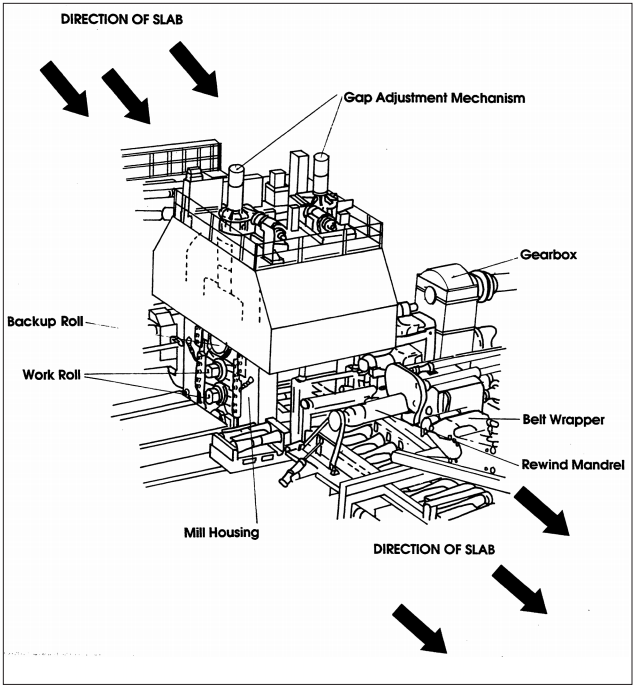 DIRECTION OF SLAB
Gap Adjustment Mechanism
Gearbox
Backup Roll
Work Roll
Belt Wrapper
Rewind Mandrel
Mill Housing
DIRECTION OF SLAB